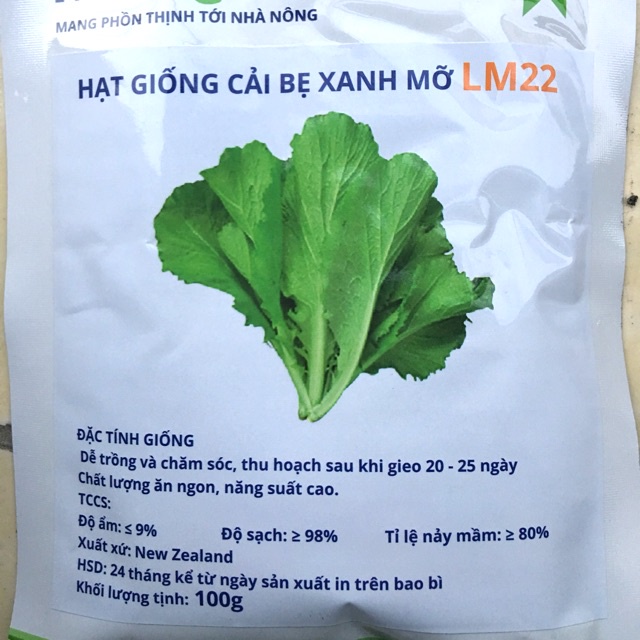 MANG PHỒN THỊNH TỚI NHÀ NÔNG
HẠT GIỐNG CẢI BẸ XANH MỠ LM22
ĐẶC TÍNH GIỐNG
Dễ trồng và chăm sóc, thu hoạch sau khi gieo 20 - 25 ngày
Chất lượng ăn ngon, năng suất cao.
TCCS:
Độ ẩm: ≤ 9% Độ sạch: ≥ 98% Tỉ lệ nảy mầm: ≥ 80%
Xuất xứ: New Zealand
HSD: 24 tháng kể từ ngày sản xuất in trên bao bì
Khối lượng tịnh: 100g